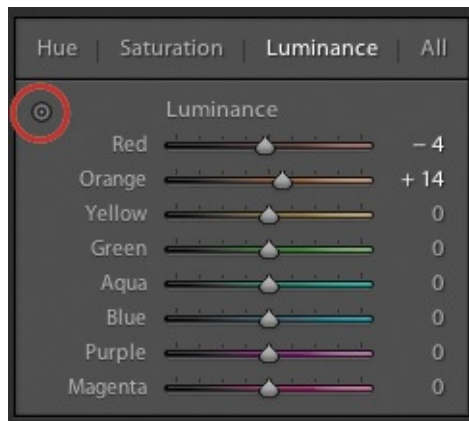 Hue | Saturation | Luminance | All
Luminance
Red – 4
Orange + 14
Yellow 0
Green 0
Aqua 0
Blue 0
Purple 0
Magenta 0